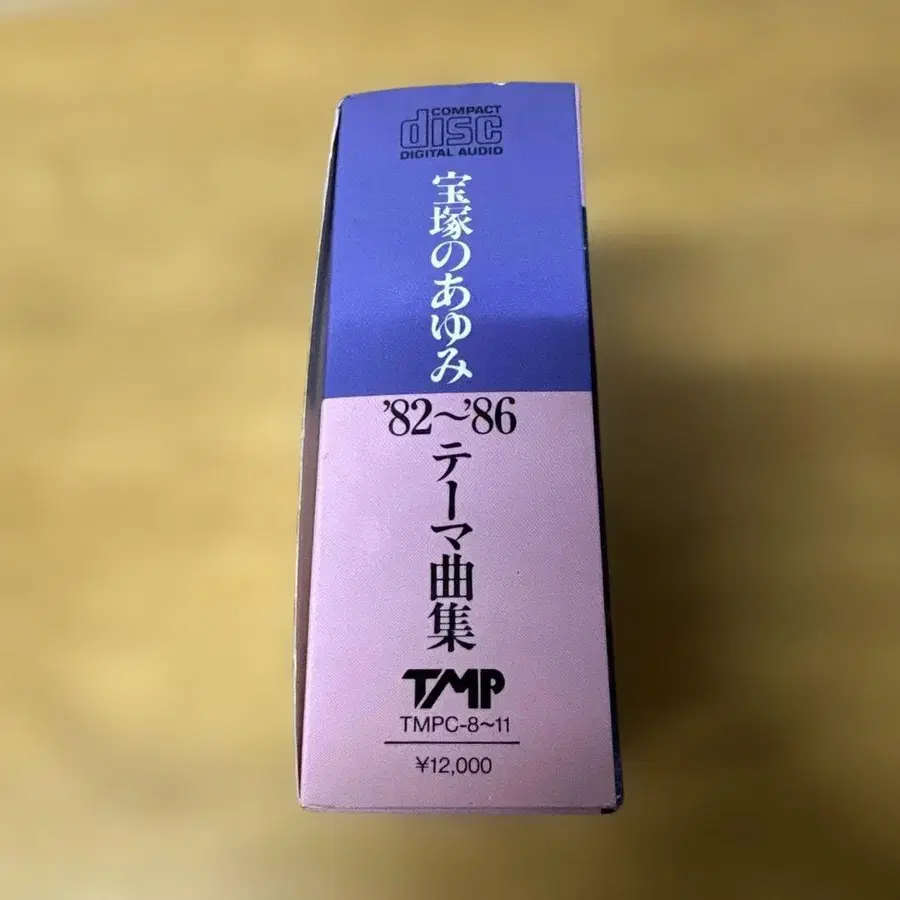 COMPACT
disc
DIGITAL AUDIO
宝塚のあゆみ
'82〜'86
テーマ曲集
TMP
TMPC-8~11
¥12,000